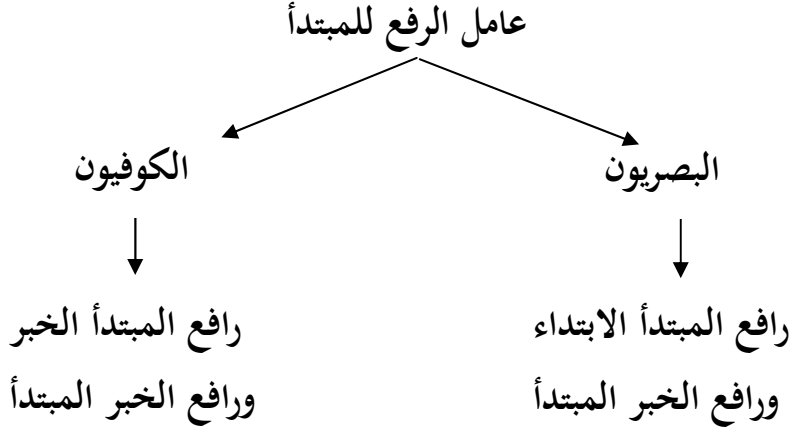 عامل الرفع للمبتدأ
البصريون
الكوفيون
رافع المبتدأ الابتداء
ورافع الخبر المبتدأ
رافع المبتدأ الخبر
ورافع الخبر المبتدأ